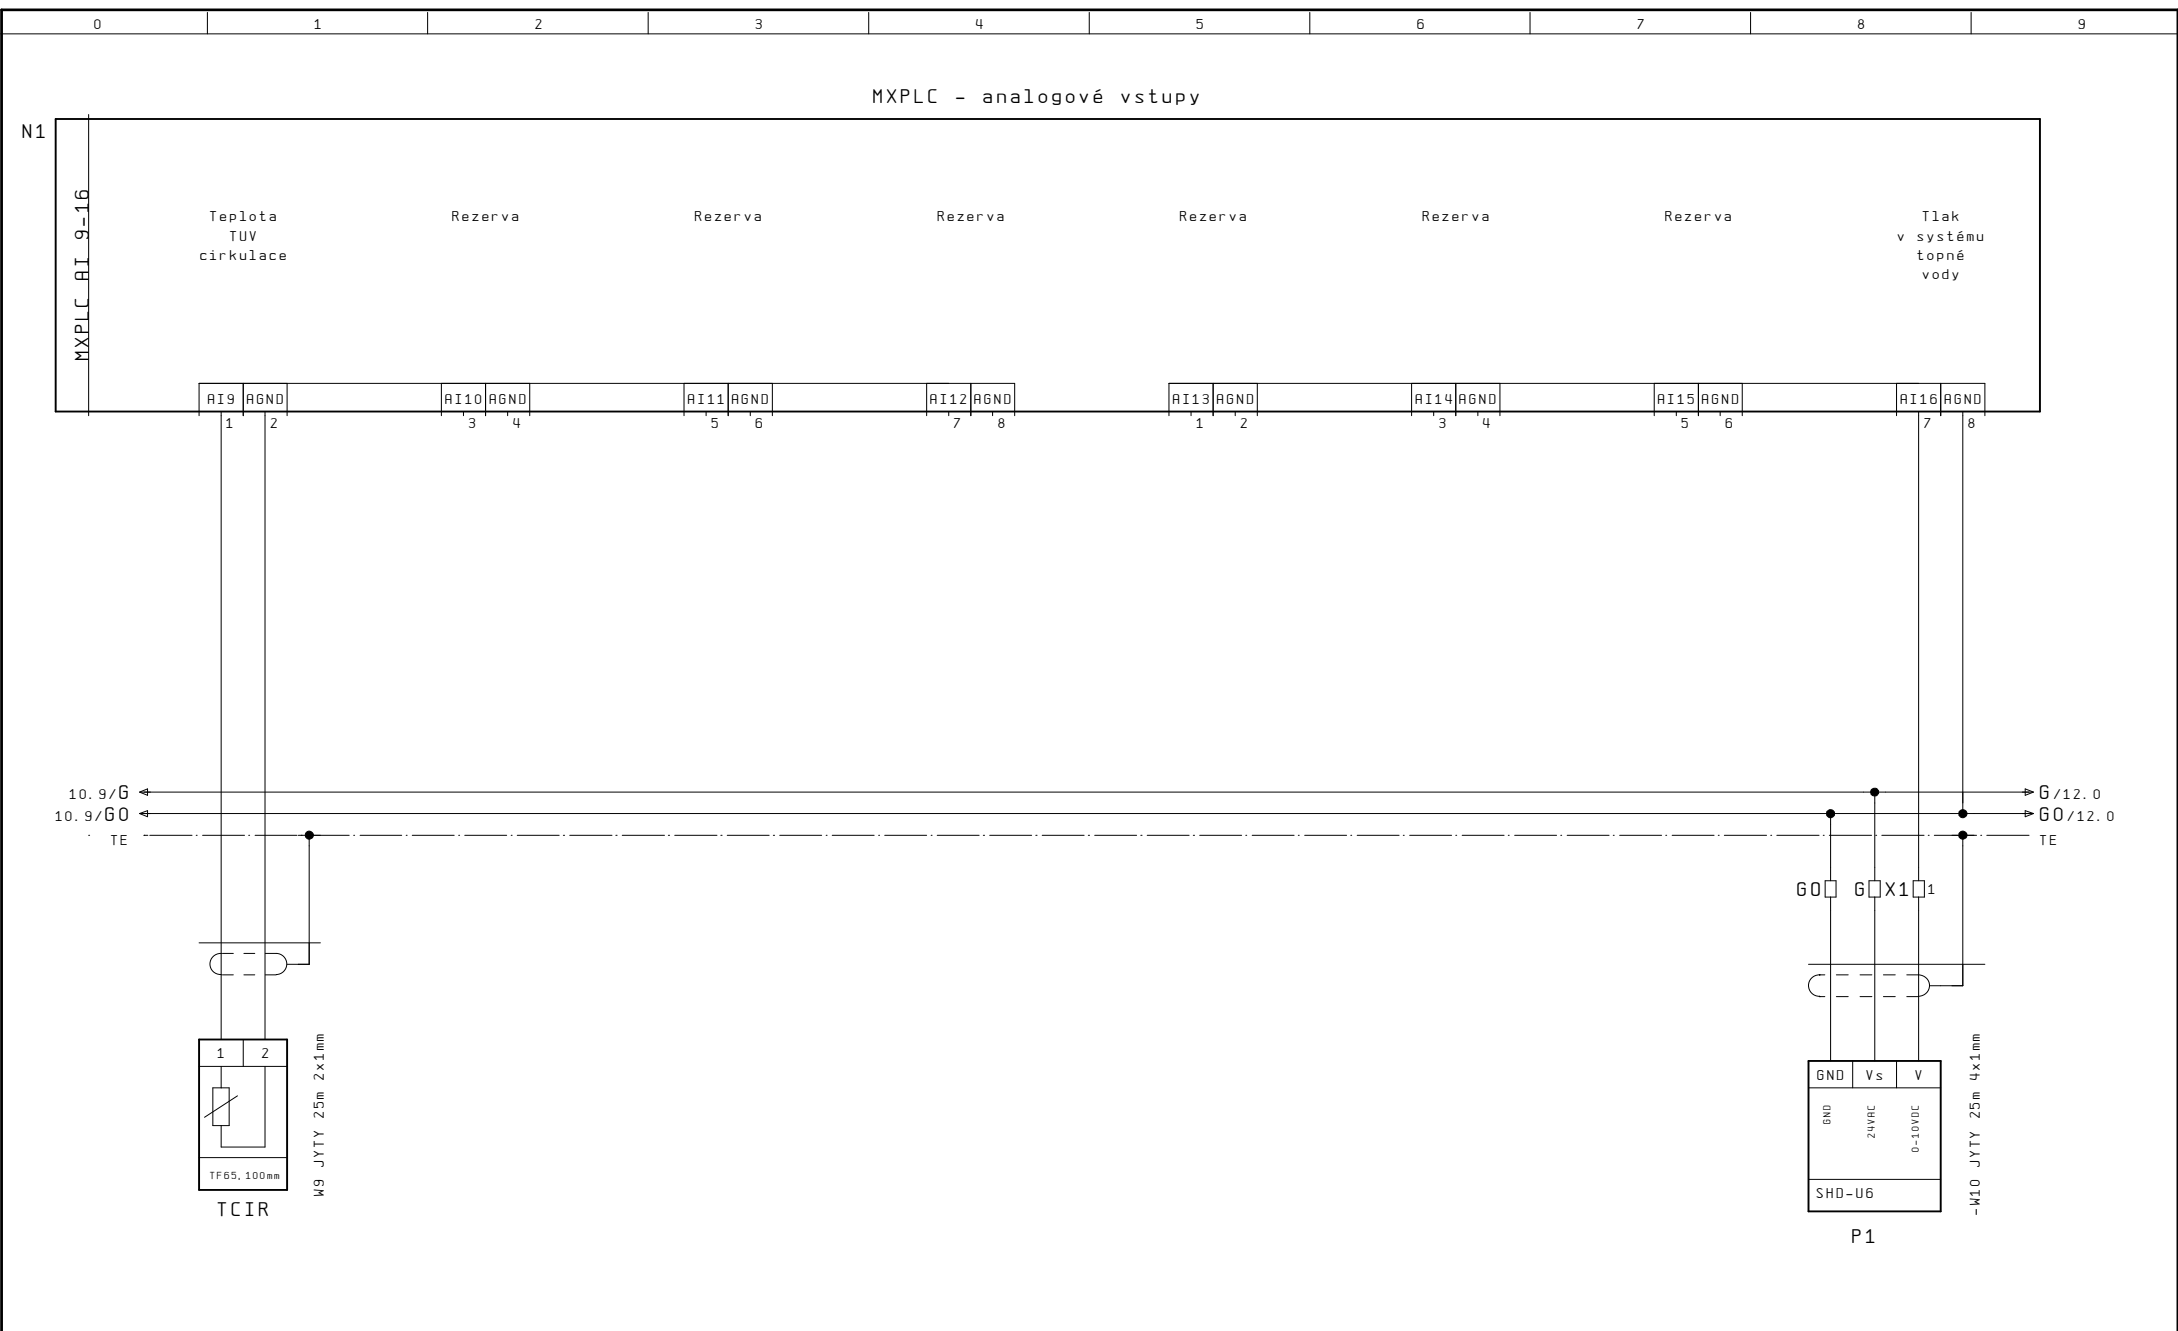 0 1 2 3 4 5 6 7 8 9
MXPLC - analogové vstupy
N1
MXPLC AI 9-16
Teplota
TUV
cirkulace
Rezerva
Rezerva
Rezerva
Rezerva
Rezerva
Rezerva
Tlak
v systému
topné
vody
AI9 AGND AI10 AGND AI11 AGND AI12 AGND AI13 AGND AI14 AGND AI15 AGND AI16 AGND
1 2 3 4 5 6 7 8 1 2 3 4 5 6 7 8
10.9/G G/12.0
10.9/G0 G0/12.0
TE TE
G0 G X1 1
1 2
TF65, 100mm
TCIR
W9 JYTY 25m 2x1mm
GND Vs V
GND 24VAC 0-10VDC
SHD-U6
P1
-W10 JYTY 25m 4x1mm